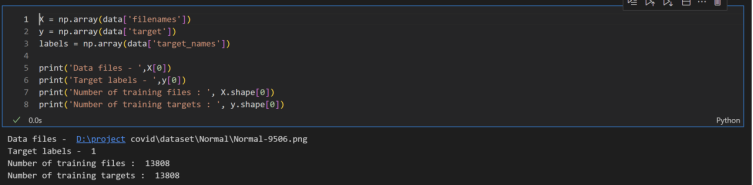 1 X = np.array(data['filenames'])
2 y = np.array(data['target'])
3 labels = np.array(data['target_names'])
4
5 print('Data files - ',X[0])
6 print('Target labels - ',y[0])
7 print('Number of training files : ', X.shape[0])
8 print('Number of training targets : ', y.shape[0])
0.0s Python
Data files -  D:\project covid\dataset\Normal\Normal-9506.png
Target labels -  1
Number of training files :  13808
Number of training targets :  13808